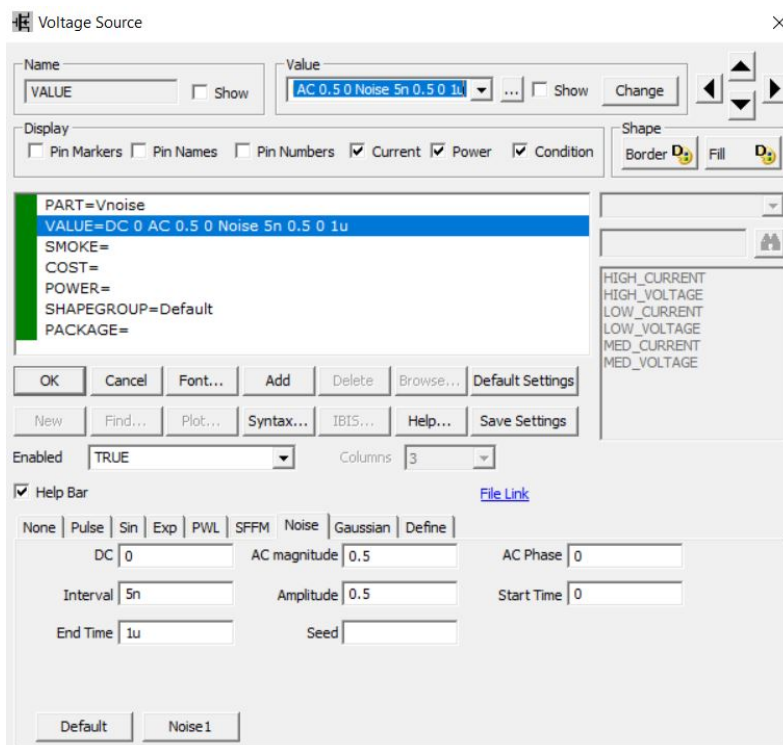 Voltage Source
Name
VALUE
Show
Value
AC 0.5 0 Noise 5n 0.5 0 1u
...
Show
Change
Display
Pin Markers
Pin Names
Pin Numbers
Current
Power
Condition
Shape
Border
Fill
PART=Vnoise
VALUE=DC 0 AC 0.5 0 Noise 5n 0.5 0 1u
SMOKE=
COST=
POWER=
SHAPEGROUP=Default
PACKAGE=
HIGH_CURRENT
HIGH_VOLTAGE
LOW_CURRENT
LOW_VOLTAGE
MED_CURRENT
MED_VOLTAGE
OK
Cancel
Font...
Add
Delete
Browse...
Default Settings
New
Find...
Plot...
Syntax...
IBIS...
Help...
Save Settings
Enabled
TRUE
Columns
3
Help Bar
File Link
None
Pulse
Sin
Exp
PWL
SFFM
Noise
Gaussian
Define
DC 0
AC magnitude 0.5
AC Phase 0
Interval 5n
Amplitude 0.5
Start Time 0
End Time 1u
Seed
Default
Noise1